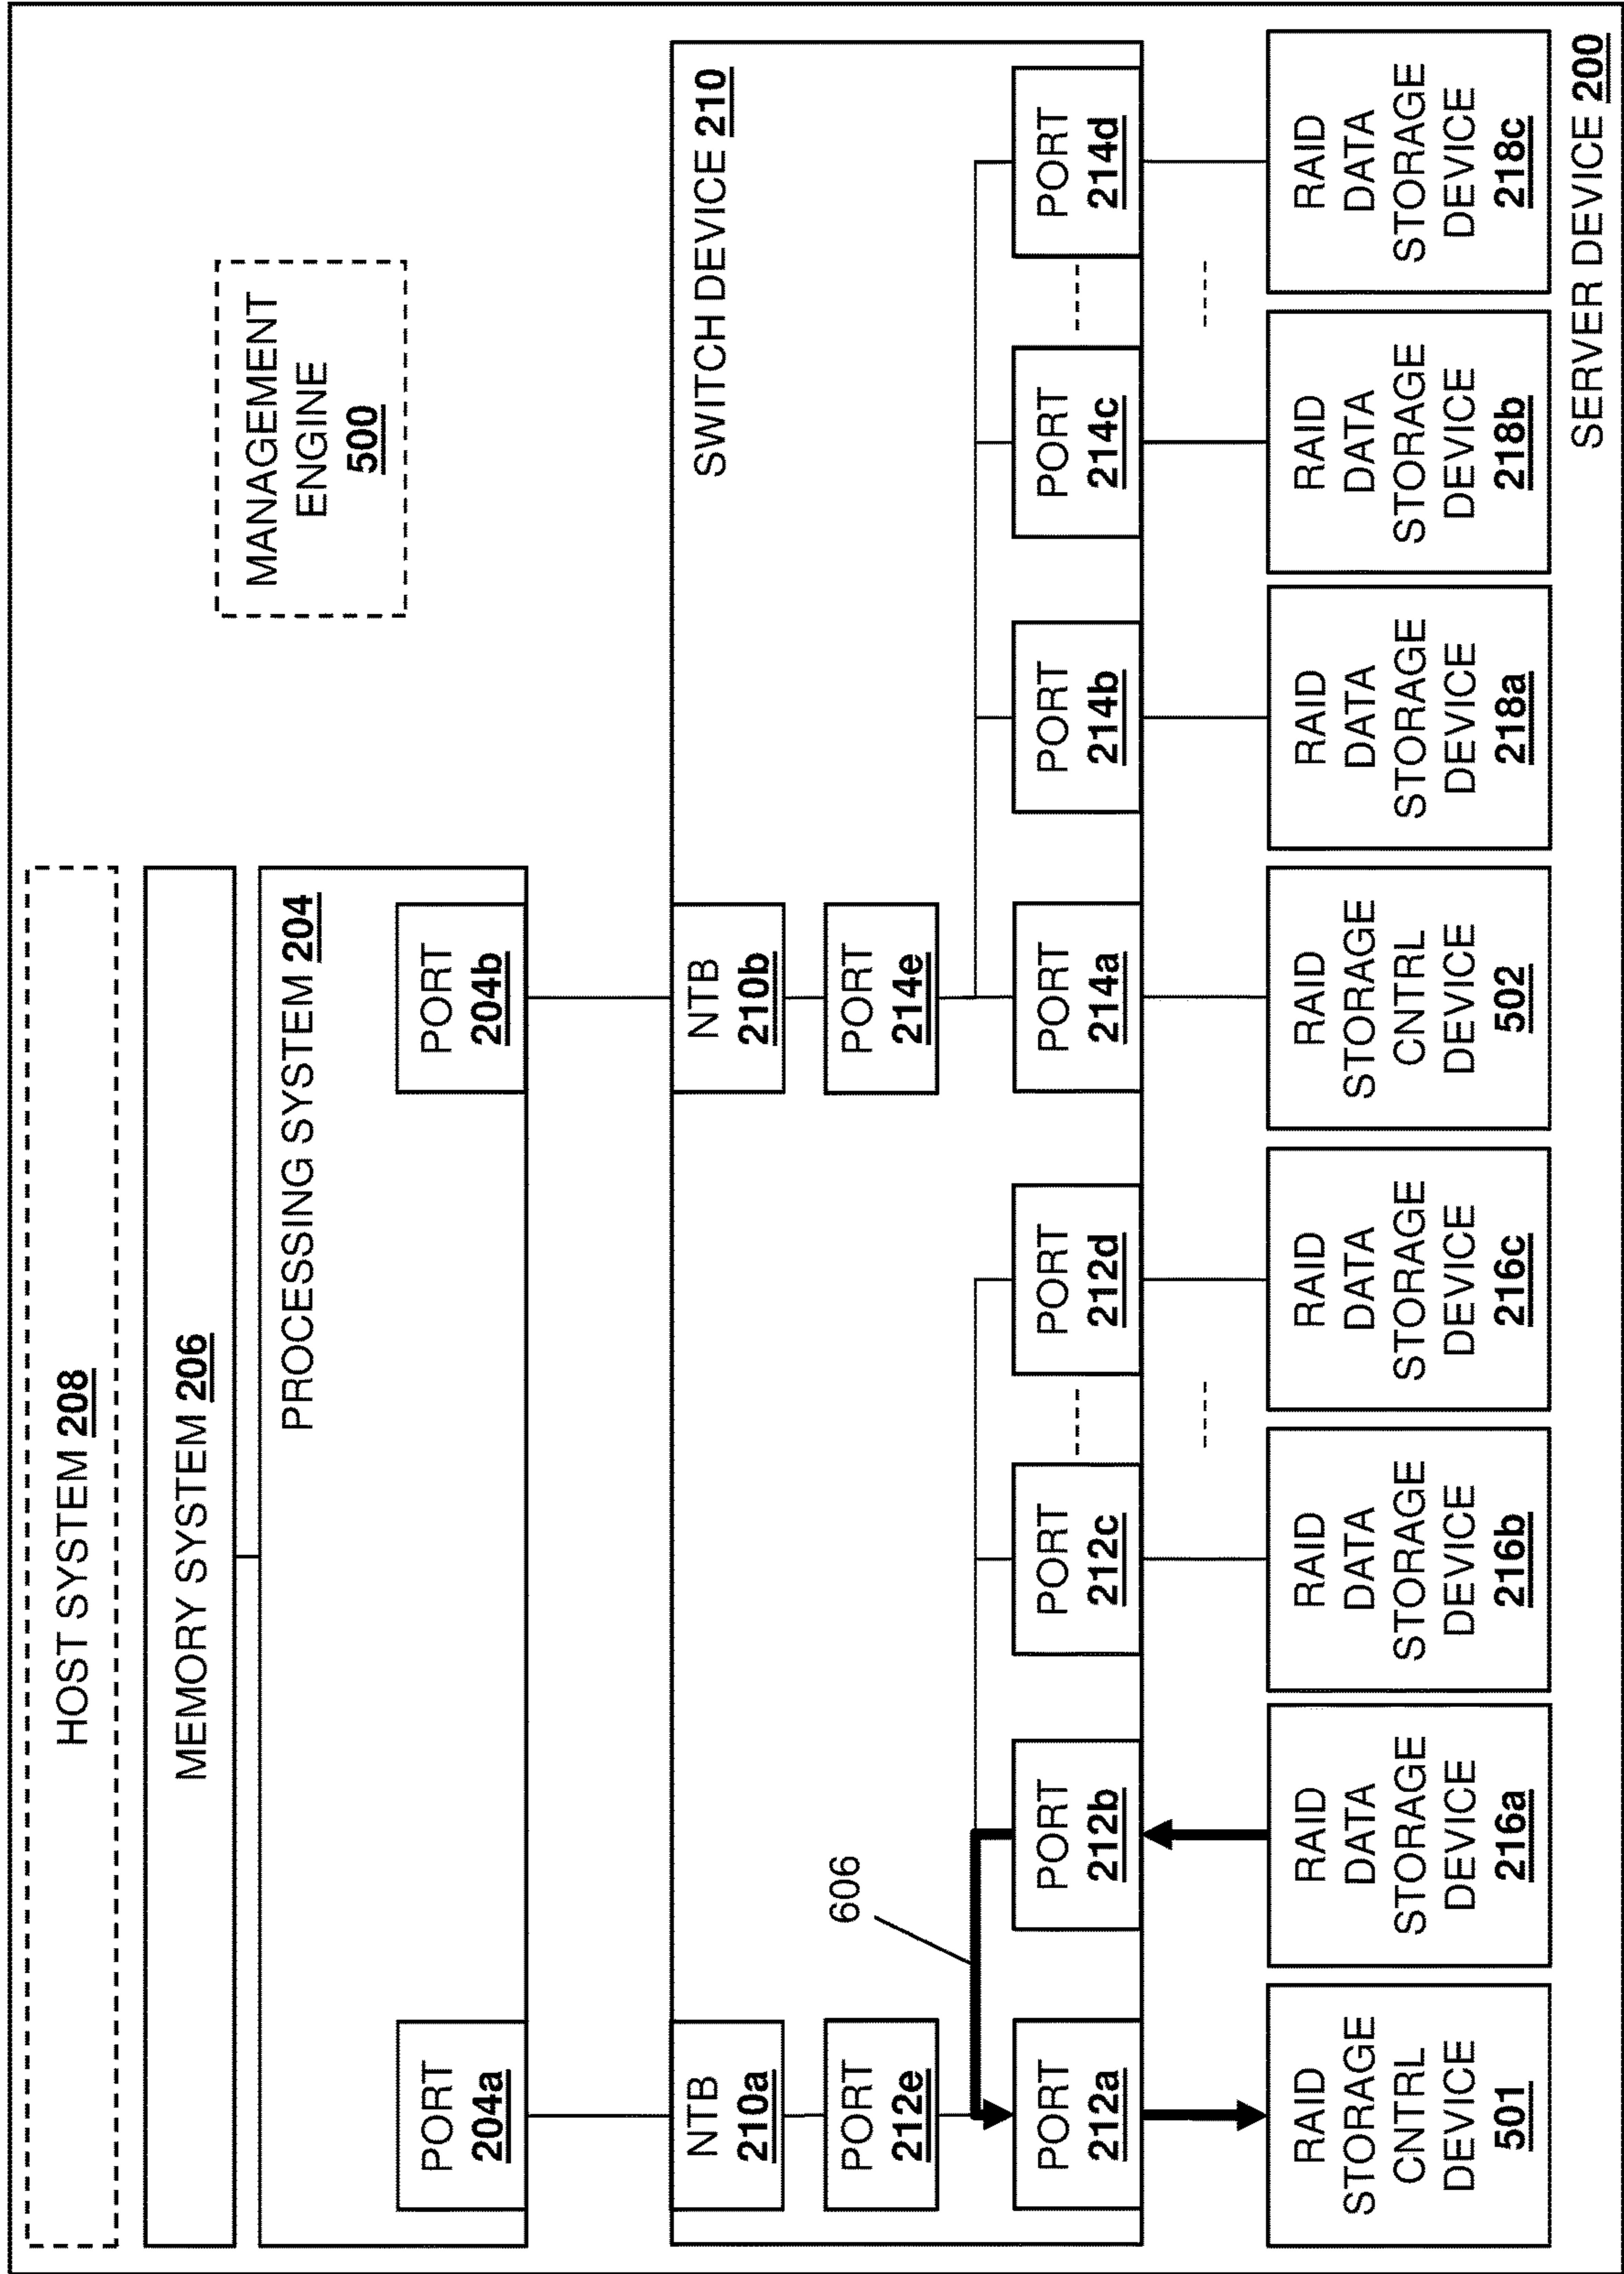 HOST SYSTEM 208
MEMORY SYSTEM 206
PROCESSING SYSTEM 204
PORT
204a
PORT
204b
MANAGEMENT
ENGINE
500
SWITCH DEVICE 210
NTB
210a
NTB
210b
PORT
212e
PORT
214e
606
PORT
212a
PORT
212b
PORT
212c
PORT
212d
PORT
214a
PORT
214b
PORT
214c
PORT
214d
RAID
STORAGE
CNTRL
DEVICE
501
RAID
DATA
STORAGE
DEVICE
216a
RAID
DATA
STORAGE
DEVICE
216b
RAID
DATA
STORAGE
DEVICE
216c
RAID
STORAGE
CNTRL
DEVICE
502
RAID
DATA
STORAGE
DEVICE
218a
RAID
DATA
STORAGE
DEVICE
218b
RAID
DATA
STORAGE
DEVICE
218c
SERVER DEVICE 200